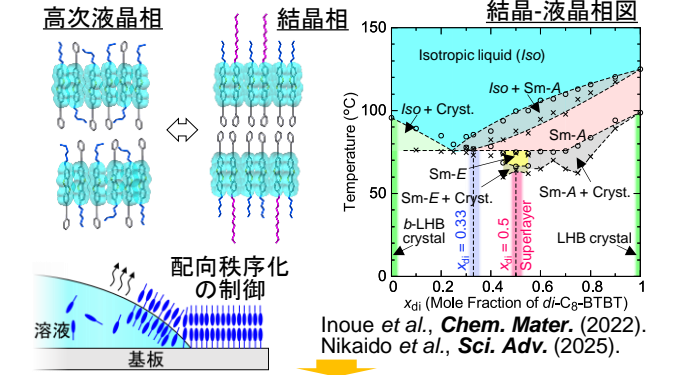 高次液晶相
結晶相
配向秩序化
の制御
溶液
基板
結晶-液晶相図
150
100
50
0
Temperature (°C)
Isotropic liquid (Iso)
Iso + Sm-A
Iso + Cryst.
Sm-A
Sm-E
Sm-E + Cryst.
Sm-A + Cryst.
b-LHB
crystal
xdi = 0.33
xdi = 0.5
Superlayer
LHB crystal
0 0.2 0.4 0.6 0.8 1.0
xdi (Mole Fraction of di-C8-BTBT)
Inoue et al., Chem. Mater. (2022).
Nikaido et al., Sci. Adv. (2025).